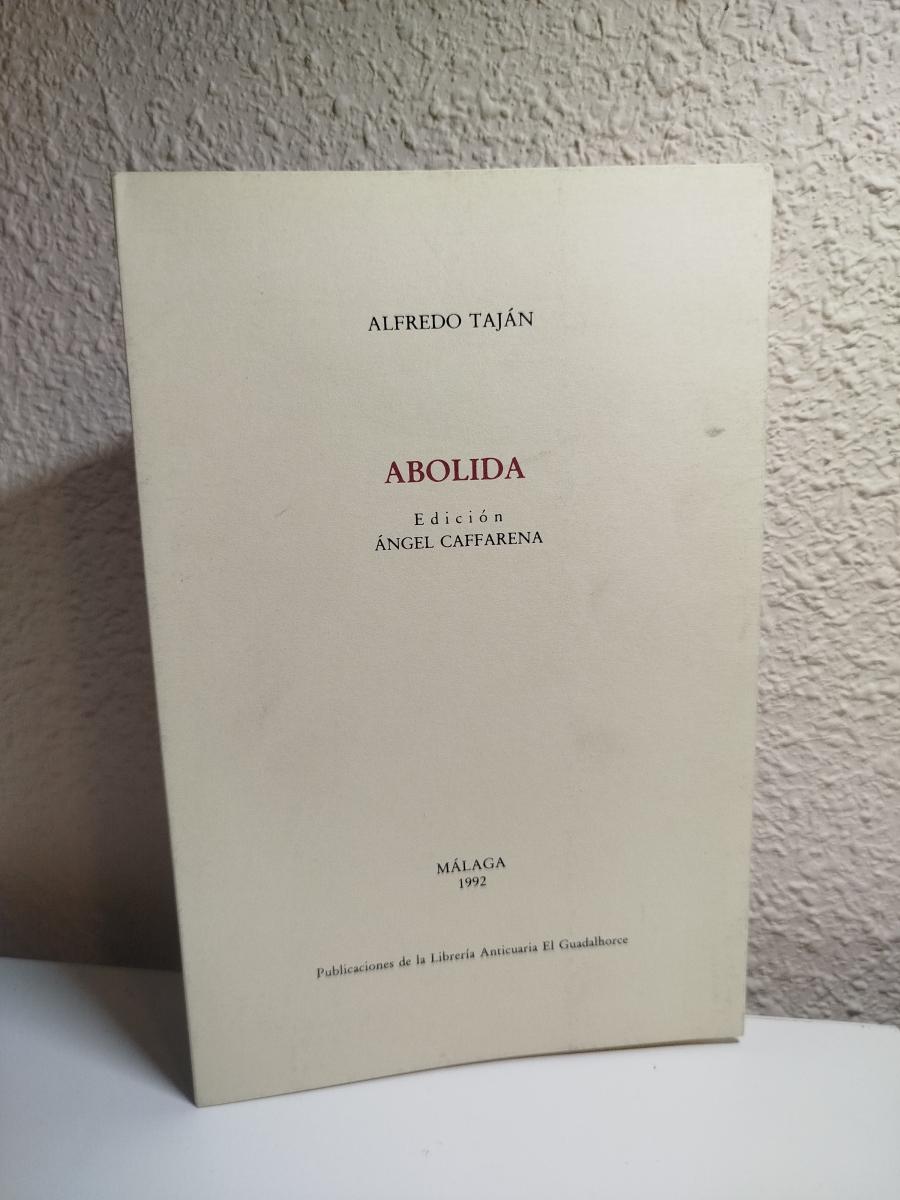 ALFREDO TAJÁN
ABOLIDA
Edición
ÁNGEL CAFFARENA
MÁLAGA
1992
Publicaciones de la Librería Anticuaria El Guadalhorce